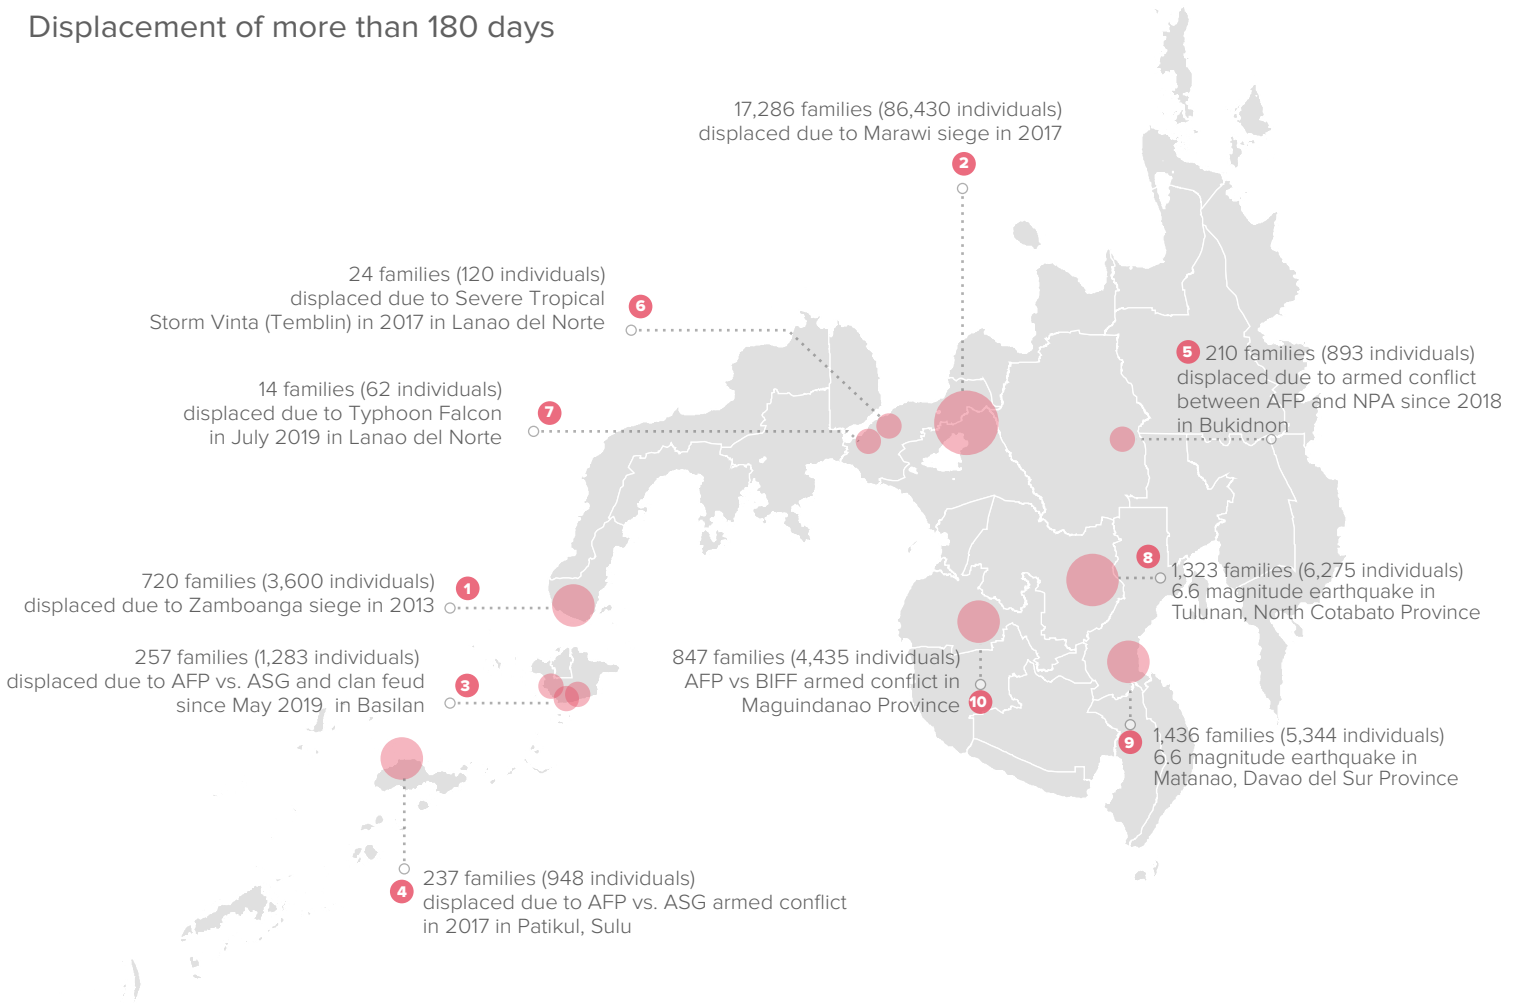 Displacement of more than 180 days
17,286 families (86,430 individuals)
displaced due to Marawi siege in 2017
2
24 families (120 individuals)
displaced due to Severe Tropical
Storm Vinta (Temblin) in 2017 in Lanao del Norte
6
14 families (62 individuals)
displaced due to Typhoon Falcon
in July 2019 in Lanao del Norte
7
5
210 families (893 individuals)
displaced due to armed conflict
between AFP and NPA since 2018
in Bukidnon
720 families (3,600 individuals)
displaced due to Zamboanga siege in 2013
1
8
1,323 families (6,275 individuals)
6.6 magnitude earthquake in
Tulunan, North Cotabato Province
257 families (1,283 individuals)
displaced due to AFP vs. ASG and clan feud
since May 2019  in Basilan
3
847 families (4,435 individuals)
AFP vs BIFF armed conflict in
Maguindanao Province
10
9
1,436 families (5,344 individuals)
6.6 magnitude earthquake in
Matanao, Davao del Sur Province
4
237 families (948 individuals)
displaced due to AFP vs. ASG armed conflict
in 2017 in Patikul, Sulu